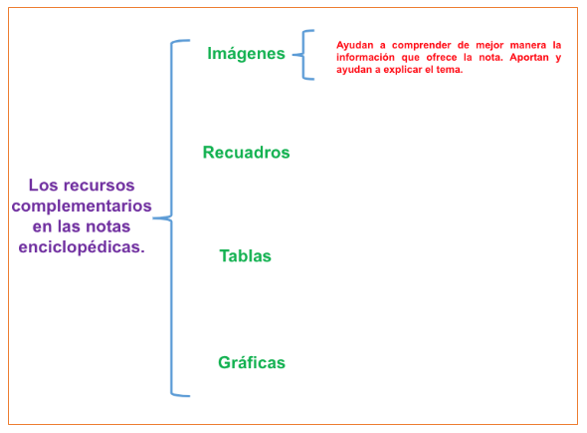 Los recursos
complementarios
en las notas
enciclopédicas.
Imágenes
Ayudan a comprender de mejor manera la
información que ofrece la nota. Aportan y
ayudan a explicar el tema.
Recuadros
Tablas
Gráficas